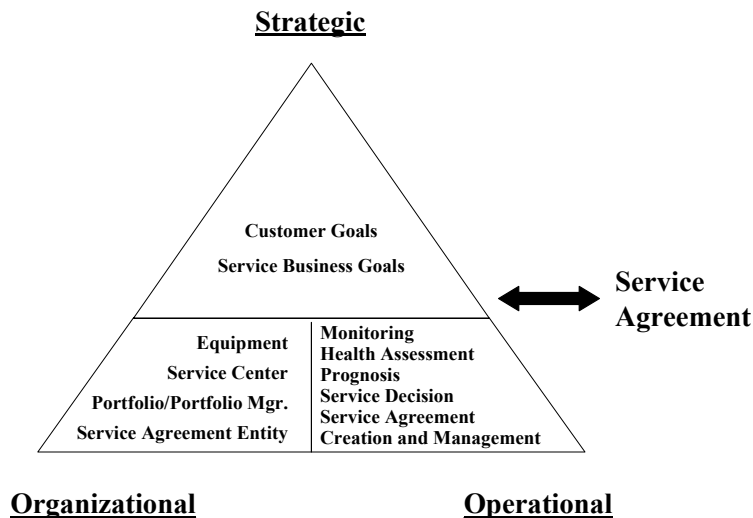 Strategic
Customer Goals
Service Business Goals
Service
Agreement
Equipment
Service Center
Portfolio/Portfolio Mgr.
Service Agreement Entity
Monitoring
Health Assessment
Prognosis
Service Decision
Service Agreement
Creation and Management
Organizational
Operational